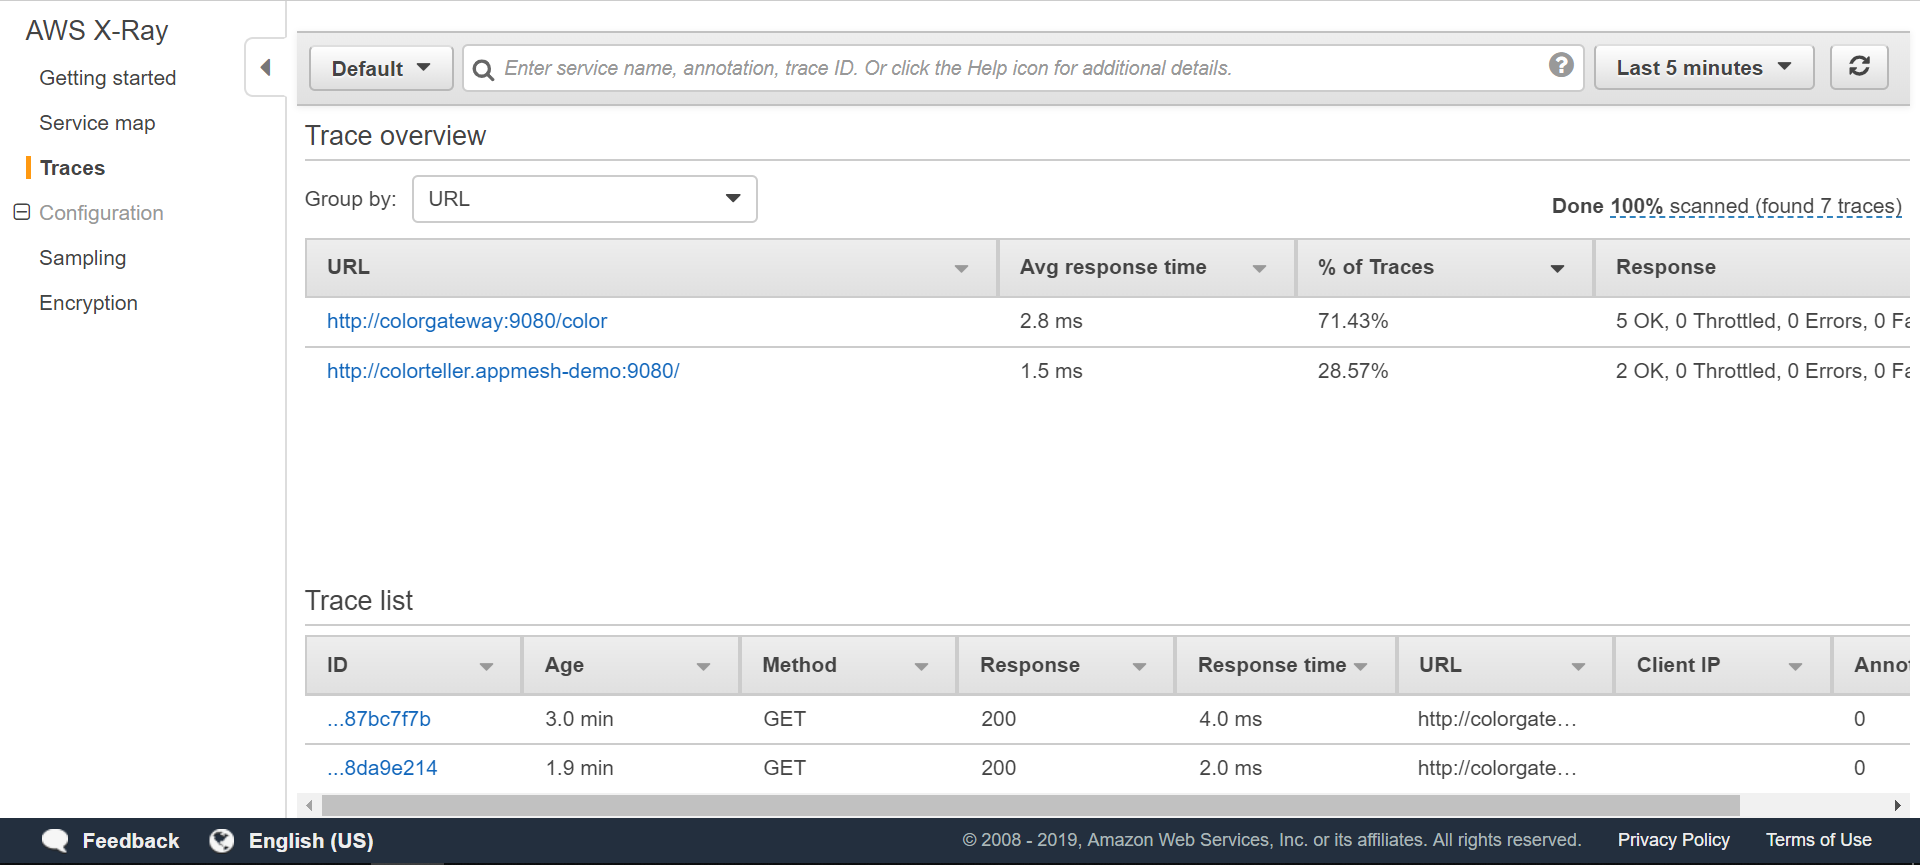 AWS X-Ray
Getting started
Service map
Traces
Configuration
Sampling
Encryption
Default
Enter service name, annotation, trace ID. Or click the Help icon for additional details.
?
Last 5 minutes
Trace overview
Group by: URL
Done 100% scanned (found 7 traces)
URL Avg response time % of Traces Response
http://colorgateway:9080/color 2.8 ms 71.43% 5 OK, 0 Throttled, 0 Errors, 0 Fa
http://colorteller.appmesh-demo:9080/ 1.5 ms 28.57% 2 OK, 0 Throttled, 0 Errors, 0 Fa
Trace list
ID Age Method Response Response time URL Client IP Annot
...87bc7f7b 3.0 min GET 200 4.0 ms http://colorgate… 0
...8da9e214 1.9 min GET 200 2.0 ms http://colorgate… 0
Feedback English (US) © 2008 - 2019, Amazon Web Services, Inc. or its affiliates. All rights reserved. Privacy Policy Terms of Use